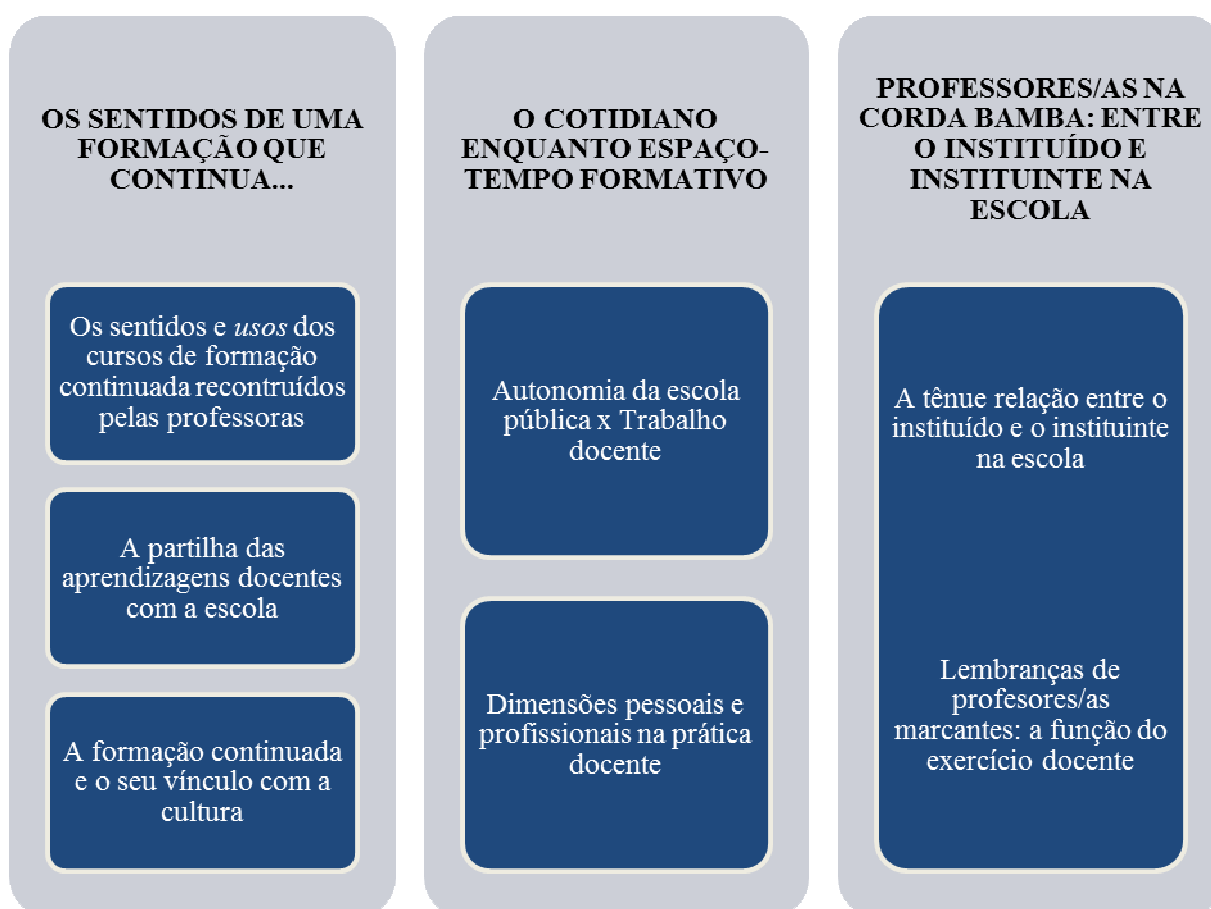 OS SENTIDOS DE UMA
FORMAÇÃO QUE
CONTINUA...
Os sentidos e usos dos
cursos de formação
continuada recontruídos
pelas professoras
A partilha das
aprendizagens docentes
com a escola
A formação continuada
e o seu vínculo com a
cultura
O COTIDIANO
ENQUANTO ESPAÇO-
TEMPO FORMATIVO
Autonomia da escola
pública x Trabalho
docente
Dimensões pessoais e
profissionais na prática
docente
PROFESSORES/AS NA
CORDA BAMBA: ENTRE
O INSTITUÍDO E
INSTITUINTE NA
ESCOLA
A tênue relação entre o
instituído e o instituinte
na escola
Lembranças de
profesores/as
marcantes: a função do
exercício docente